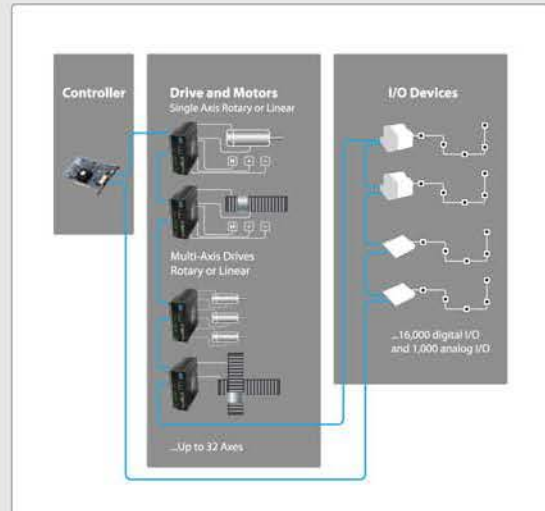 Controller
Drive and Motors
Single Axis Rotary or Linear
Multi-Axis Drives
Rotary or Linear
...Up to 32 Axes
I/O Devices
...16,000 digital I/O
and 1,000 analog I/O